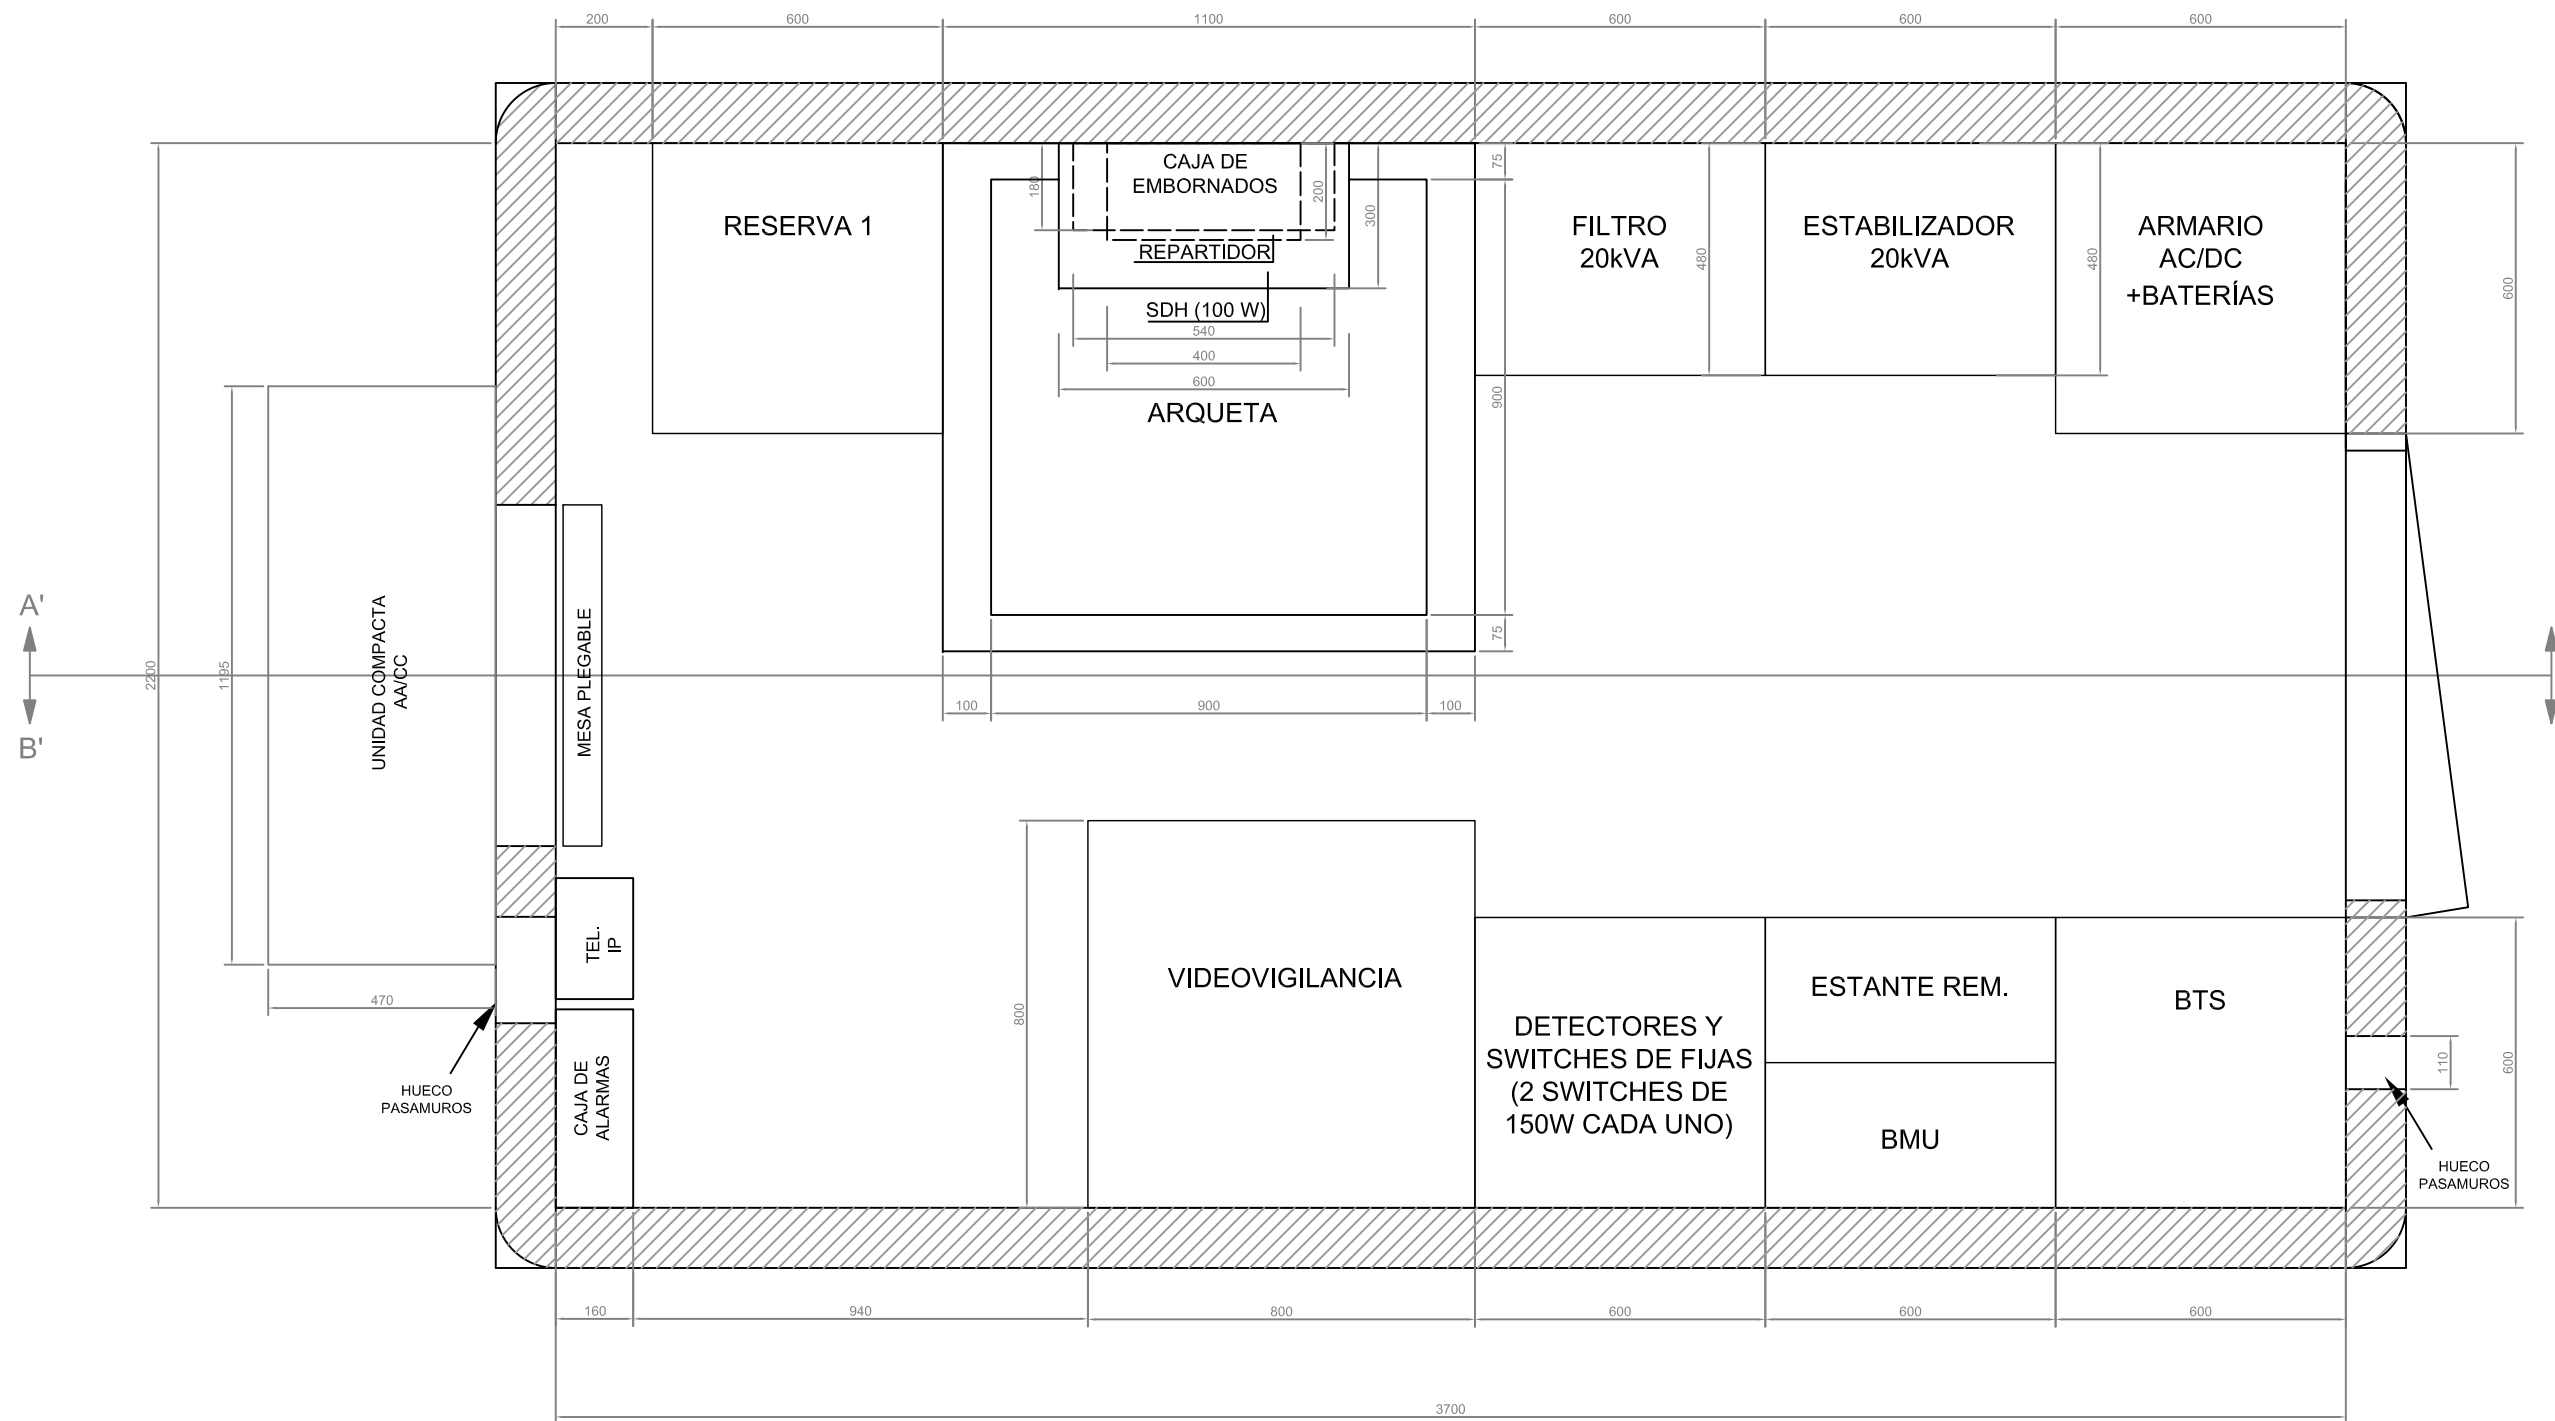 200
600
1100
600
600
600
CAJA DE
EMBORNADOS
180
200
300
75
REPARTIDOR
SDH (100 W)
540
400
600
ARQUETA
RESERVA 1
FILTRO
20kVA
480
ESTABILIZADOR
20kVA
480
ARMARIO
AC/DC
+BATERÍAS
600
900
75
100
900
100
A'
B'
2200
1195
UNIDAD COMPACTA
AA/CC
MESA PLEGABLE
470
HUECO
PASAMUROS
TEL.
IP
CAJA DE
ALARMAS
800
VIDEOVIGILANCIA
DETECTORES Y
SWITCHES DE FIJAS
(2 SWITCHES DE
150W CADA UNO)
ESTANTE REM.
BMU
BTS
110
600
HUECO
PASAMUROS
160
940
800
600
600
600
3700